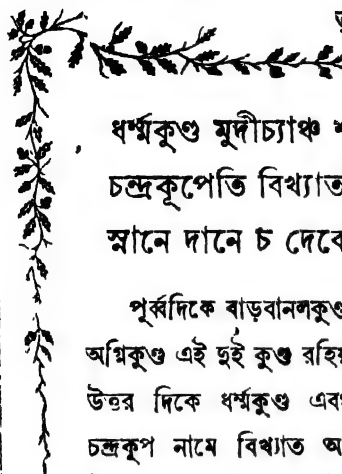 ধর্ম্মকুণ্ড মুদীচ্যাঞ্চ
চন্দ্রকূপেতি বিখ্যাত
স্নানে দানে চ দেবে
পূর্ব্বদিকে বাড়বানলকুণ্ড
অগ্নিকুণ্ড এই দুই কুণ্ড রহিয়
উত্তর দিকে ধর্ম্মকুণ্ড এবং
চন্দ্রকূপ নামে বিখ্যাত অ